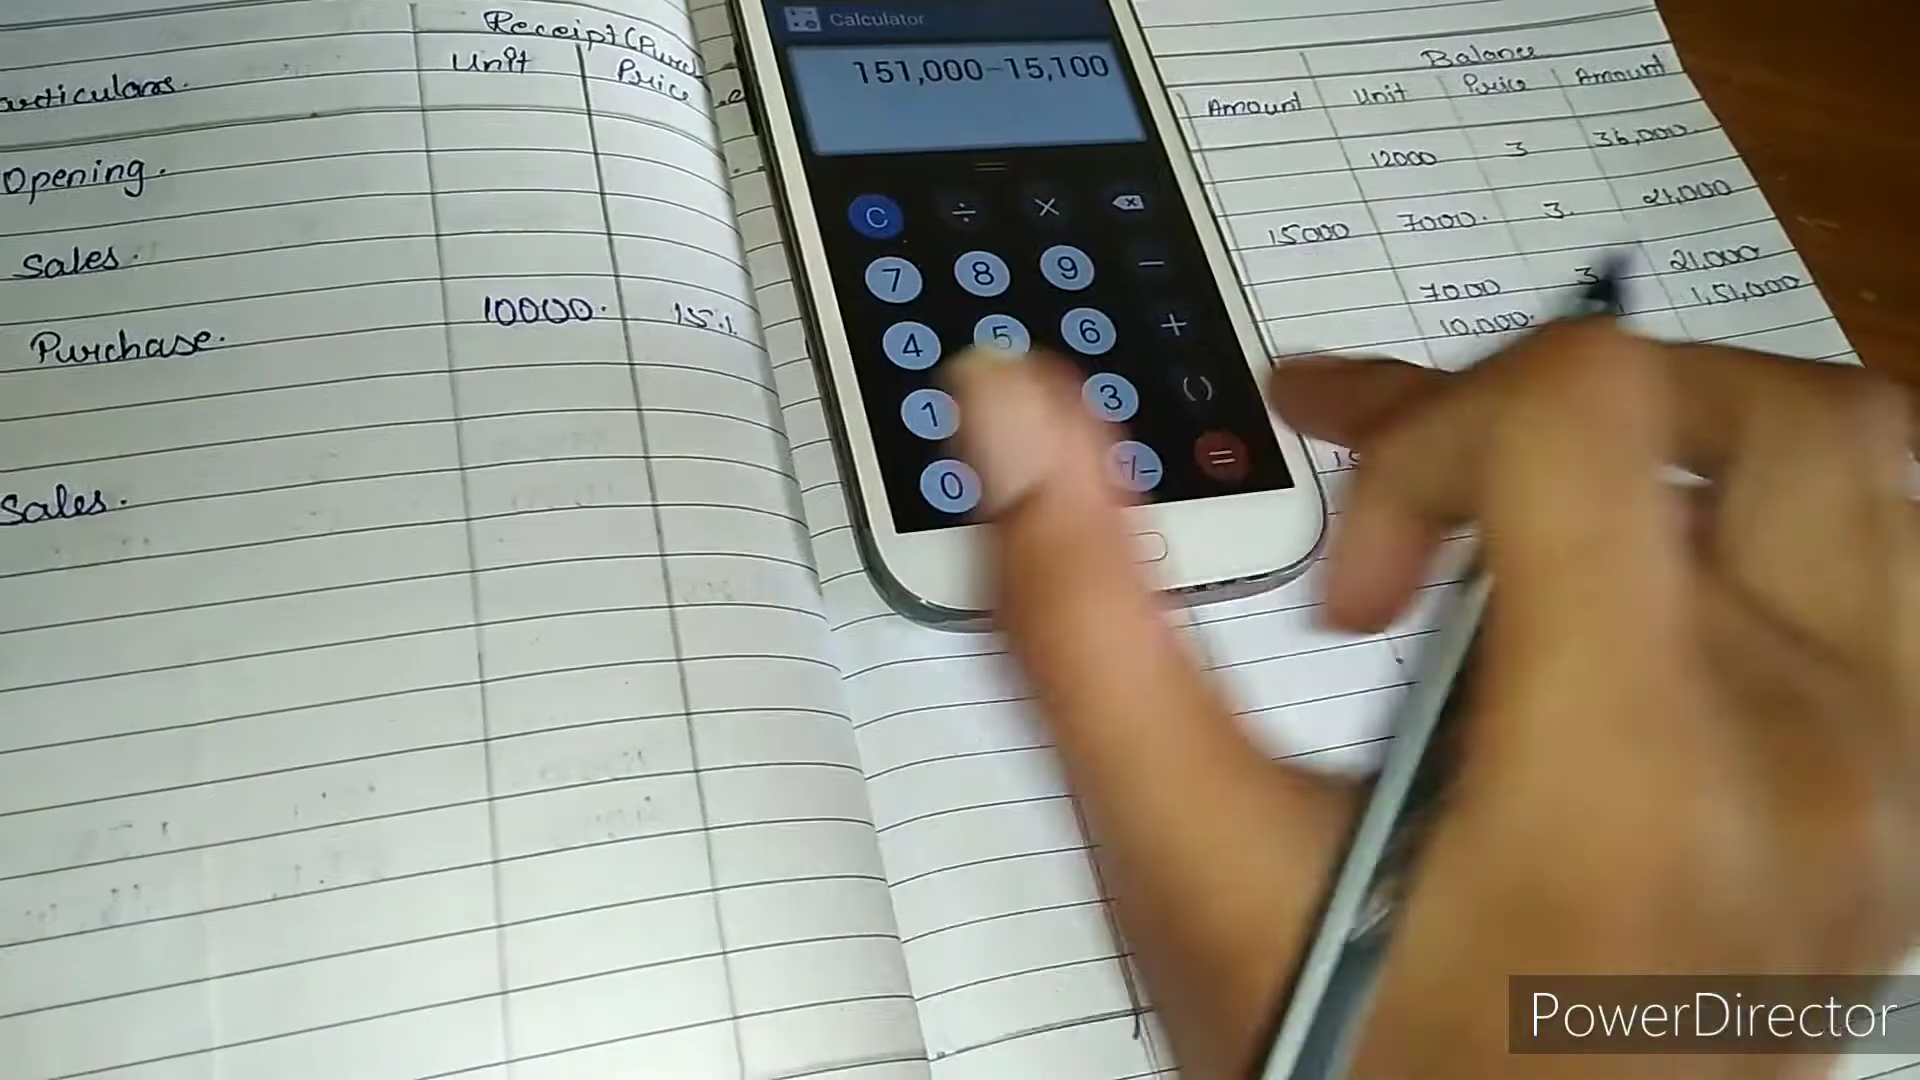 Receipt (Purc
articulars. Unit Price
Opening.
Sales.
Purchase. 10000. 15.1.
Sales.
Calculator
151,000-15,100
C ÷ ×
7 8 9 −
4 5 6 +
1 3 ()
0 +/− =
Balance
Amount Unit Price Amount
12000 3 36,000
15000 7000. 3. 21,000
7000 3 21,000
10,000. 1,51,000
PowerDirector